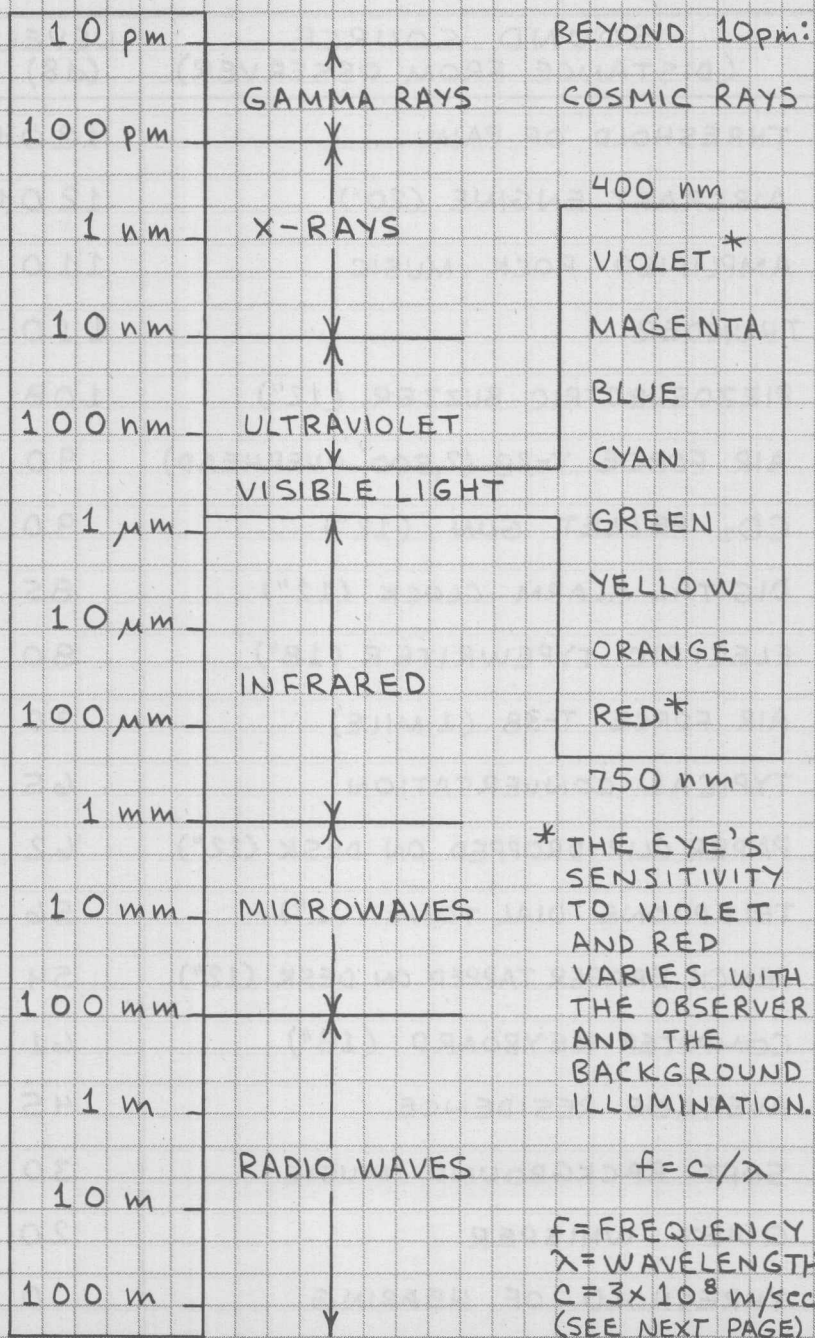 10 pm
100 pm
1 nm
10 nm
100 nm
1 µm
10 µm
100 µm
1 mm
10 mm
100 mm
1 m
10 m
100 m
GAMMA RAYS
X-RAYS
ULTRAVIOLET
VISIBLE LIGHT
INFRARED
MICROWAVES
RADIO WAVES
BEYOND 10pm:
COSMIC RAYS
400 nm
VIOLET*
MAGENTA
BLUE
CYAN
GREEN
YELLOW
ORANGE
RED*
750 nm
* THE EYE'S
SENSITIVITY
TO VIOLET
AND RED
VARIES WITH
THE OBSERVER
AND THE
BACKGROUND
ILLUMINATION.
f = c/λ
f = FREQUENCY
λ = WAVELENGTH
C = 3 × 10⁸ m/sec
(SEE NEXT PAGE)